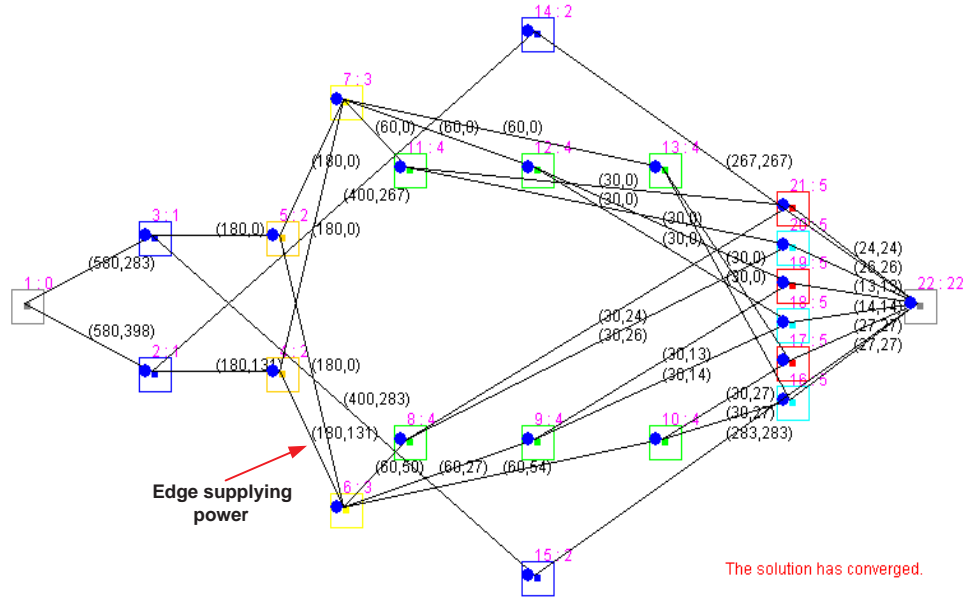 14 : 2
7 : 3
(60,0)
(60,0)
(60,0)
11 : 4
12 : 4
13 : 4
(180,0)
(267,267)
(400,267)
(30,0)
(30,0)
21 : 5
3 : 1
5 : 2
(180,0)
(180,0)
(30,0)
(30,0)
20 : 5
(24,24)
(580,283)
(30,0)
(30,0)
19 : 5
(26,26)
1 : 0
(13,13)
22 : 22
18 : 5
(14,14)
(580,398)
(30,24)
(30,26)
(27,27)
17 : 5
(27,27)
2 : 1
4 : 2
(180,131)
(180,0)
(30,13)
(30,14)
16 : 5
(400,283)
(30,27)
(30,27)
8 : 4
9 : 4
10 : 4
(180,131)
(283,283)
(60,50)
(60,27)
(60,54)
Edge supplying
power
6 : 3
15 : 2
The solution has converged.